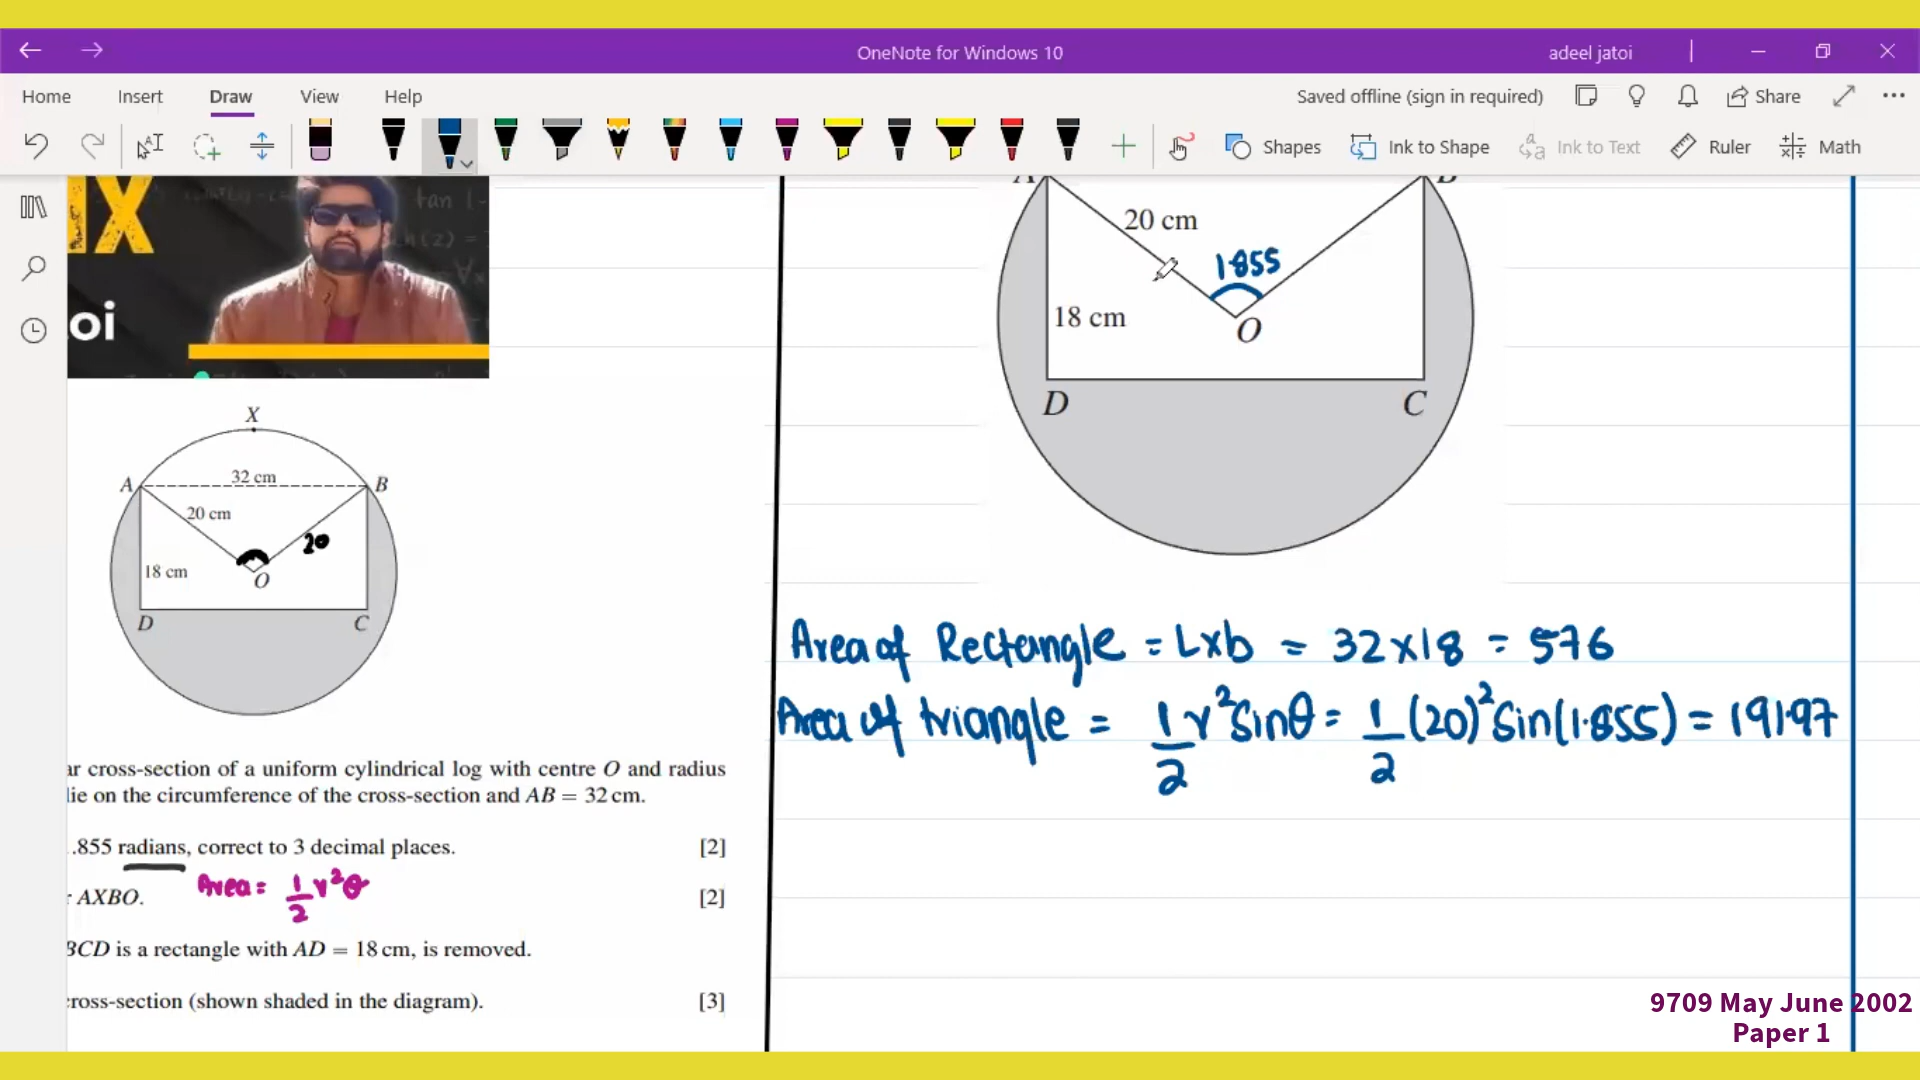 OneNote for Windows 10
adeel jatoi
Home Insert Draw View Help
Saved offline (sign in required) Share
Shapes Ink to Shape Ink to Text Ruler Math
IX
oi
X
A 32 cm B
20 cm
20
18 cm
O
D C
ar cross-section of a uniform cylindrical log with centre O and radius
lie on the circumference of the cross-section and AB = 32 cm.
.855 radians, correct to 3 decimal places. [2]
Area = 1/2 r²θ
AXBO. [2]
BCD is a rectangle with AD = 18 cm, is removed.
cross-section (shown shaded in the diagram). [3]
A B
20 cm
1.855
18 cm
O
D C
Area of Rectangle = L×b = 32×18 = 576
Area of triangle = 1/2 r² Sinθ = 1/2 (20)² Sin(1.855) = 191.97
9709 May June 2002
Paper 1